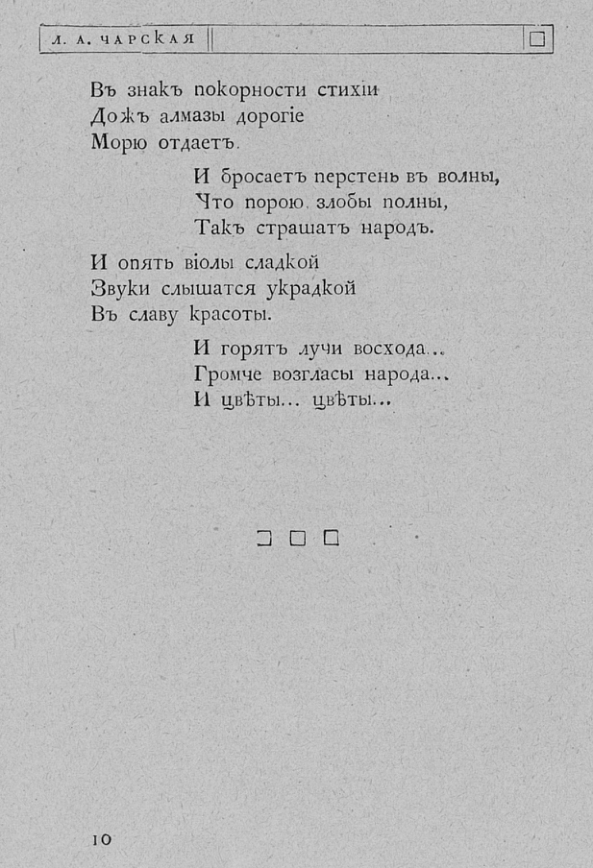 Л. А. ЧАРСКАЯ
Въ знакъ покорности стихіи
Дожъ алмазы дорогіе
Морю отдаетъ.
И бросаетъ перстень въ волны,
Что порою злобы полны,
Такъ страшатъ народъ.
И опять віолы сладкой
Звуки слышатся украдкой
Въ славу красоты.
И горятъ лучи восхода...
Громче возгласы народа...
И цвѣты... цвѣты...
10